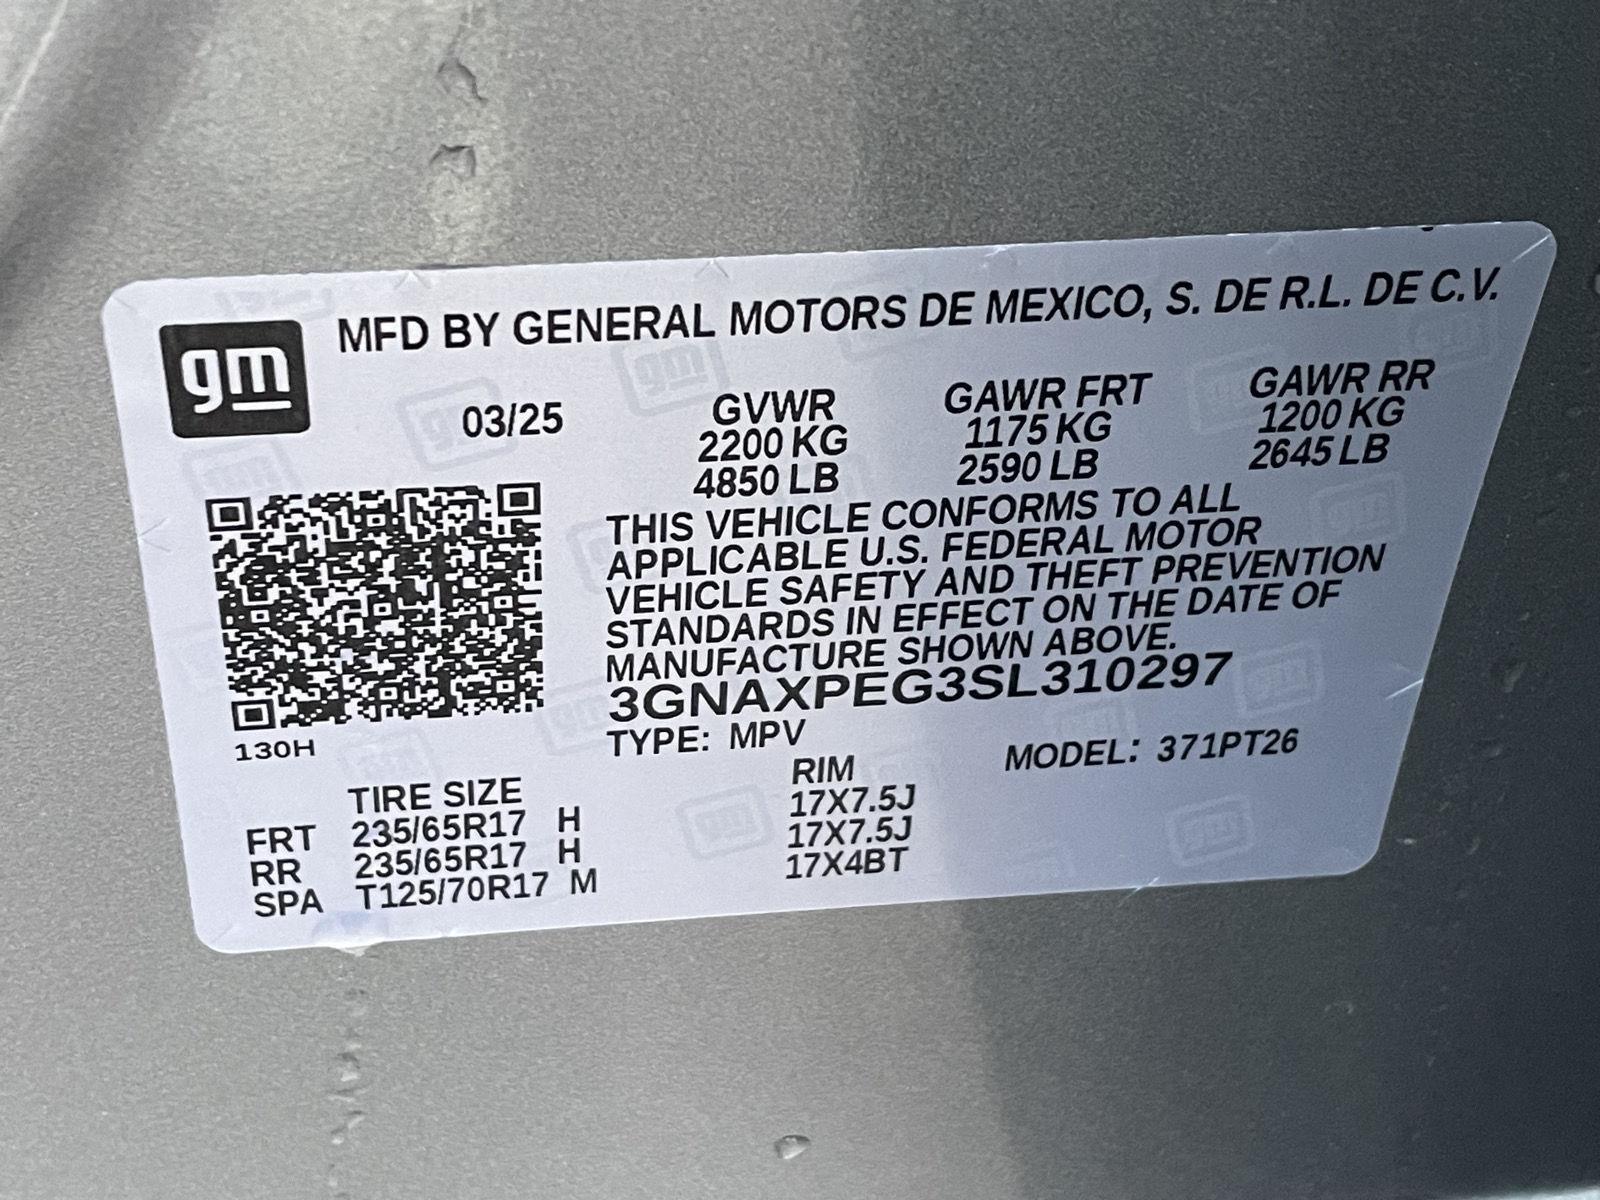 gm
MFD BY GENERAL MOTORS DE MEXICO, S. DE R.L. DE C.V.
03/25
GVWR
2200 KG
4850 LB
GAWR FRT
1175 KG
2590 LB
GAWR RR
1200 KG
2645 LB
THIS VEHICLE CONFORMS TO ALL
APPLICABLE U.S. FEDERAL MOTOR
VEHICLE SAFETY AND THEFT PREVENTION
STANDARDS IN EFFECT ON THE DATE OF
MANUFACTURE SHOWN ABOVE.
3GNAXPEG3SL310297
TYPE: MPV
MODEL: 371PT26
130H
TIRE SIZE RIM
FRT 235/65R17 H 17X7.5J
RR 235/65R17 H 17X7.5J
SPA T125/70R17 M 17X4BT